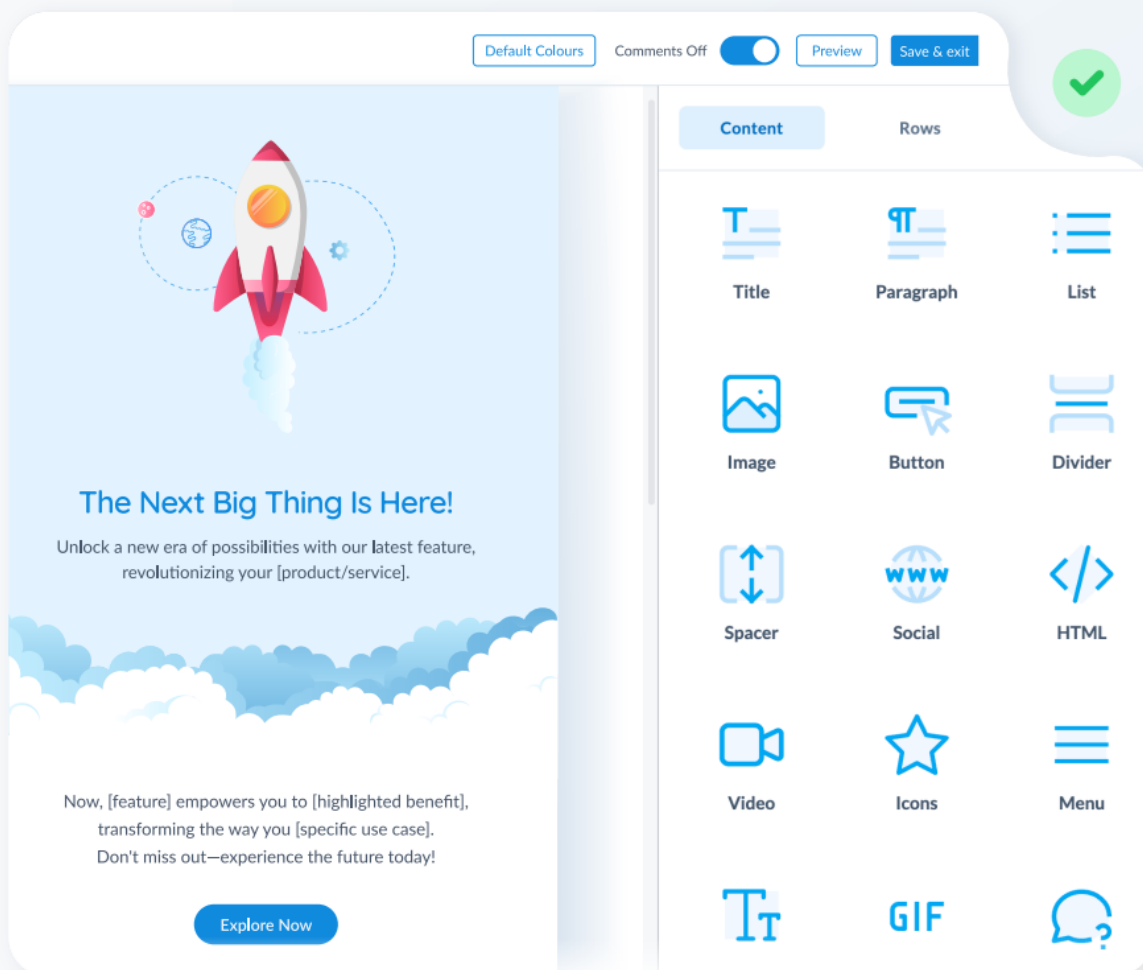 Default Colours
Comments Off
Preview
Save & exit
The Next Big Thing Is Here!
Unlock a new era of possibilities with our latest feature,
revolutionizing your [product/service].
Now, [feature] empowers you to [highlighted benefit],
transforming the way you [specific use case].
Don't miss out—experience the future today!
Explore Now
Content
Rows
T
¶
Title
Paragraph
List
Image
Button
Divider
WWW
</>
Spacer
Social
HTML
Video
Icons
Menu
TT
GIF
?